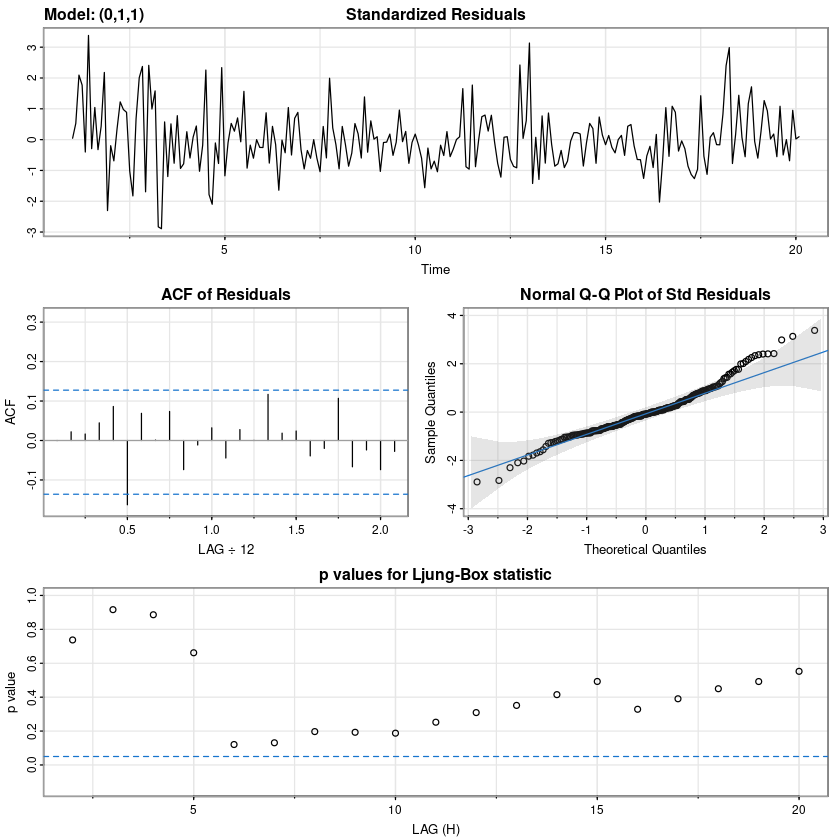 Model: (0,1,1) Standardized Residuals
3
2
1
0
-1
-2
-3
5 10 15 20
Time
ACF of Residuals
ACF
0.3
0.2
0.1
0.0
-0.1
0.5 1.0 1.5 2.0
LAG ÷ 12
Normal Q-Q Plot of Std Residuals
Sample Quantiles
4
2
0
-2
-4
-3 -2 -1 0 1 2 3
Theoretical Quantiles
p values for Ljung-Box statistic
p value
1.0
0.8
0.6
0.4
0.2
0.0
5 10 15 20
LAG (H)